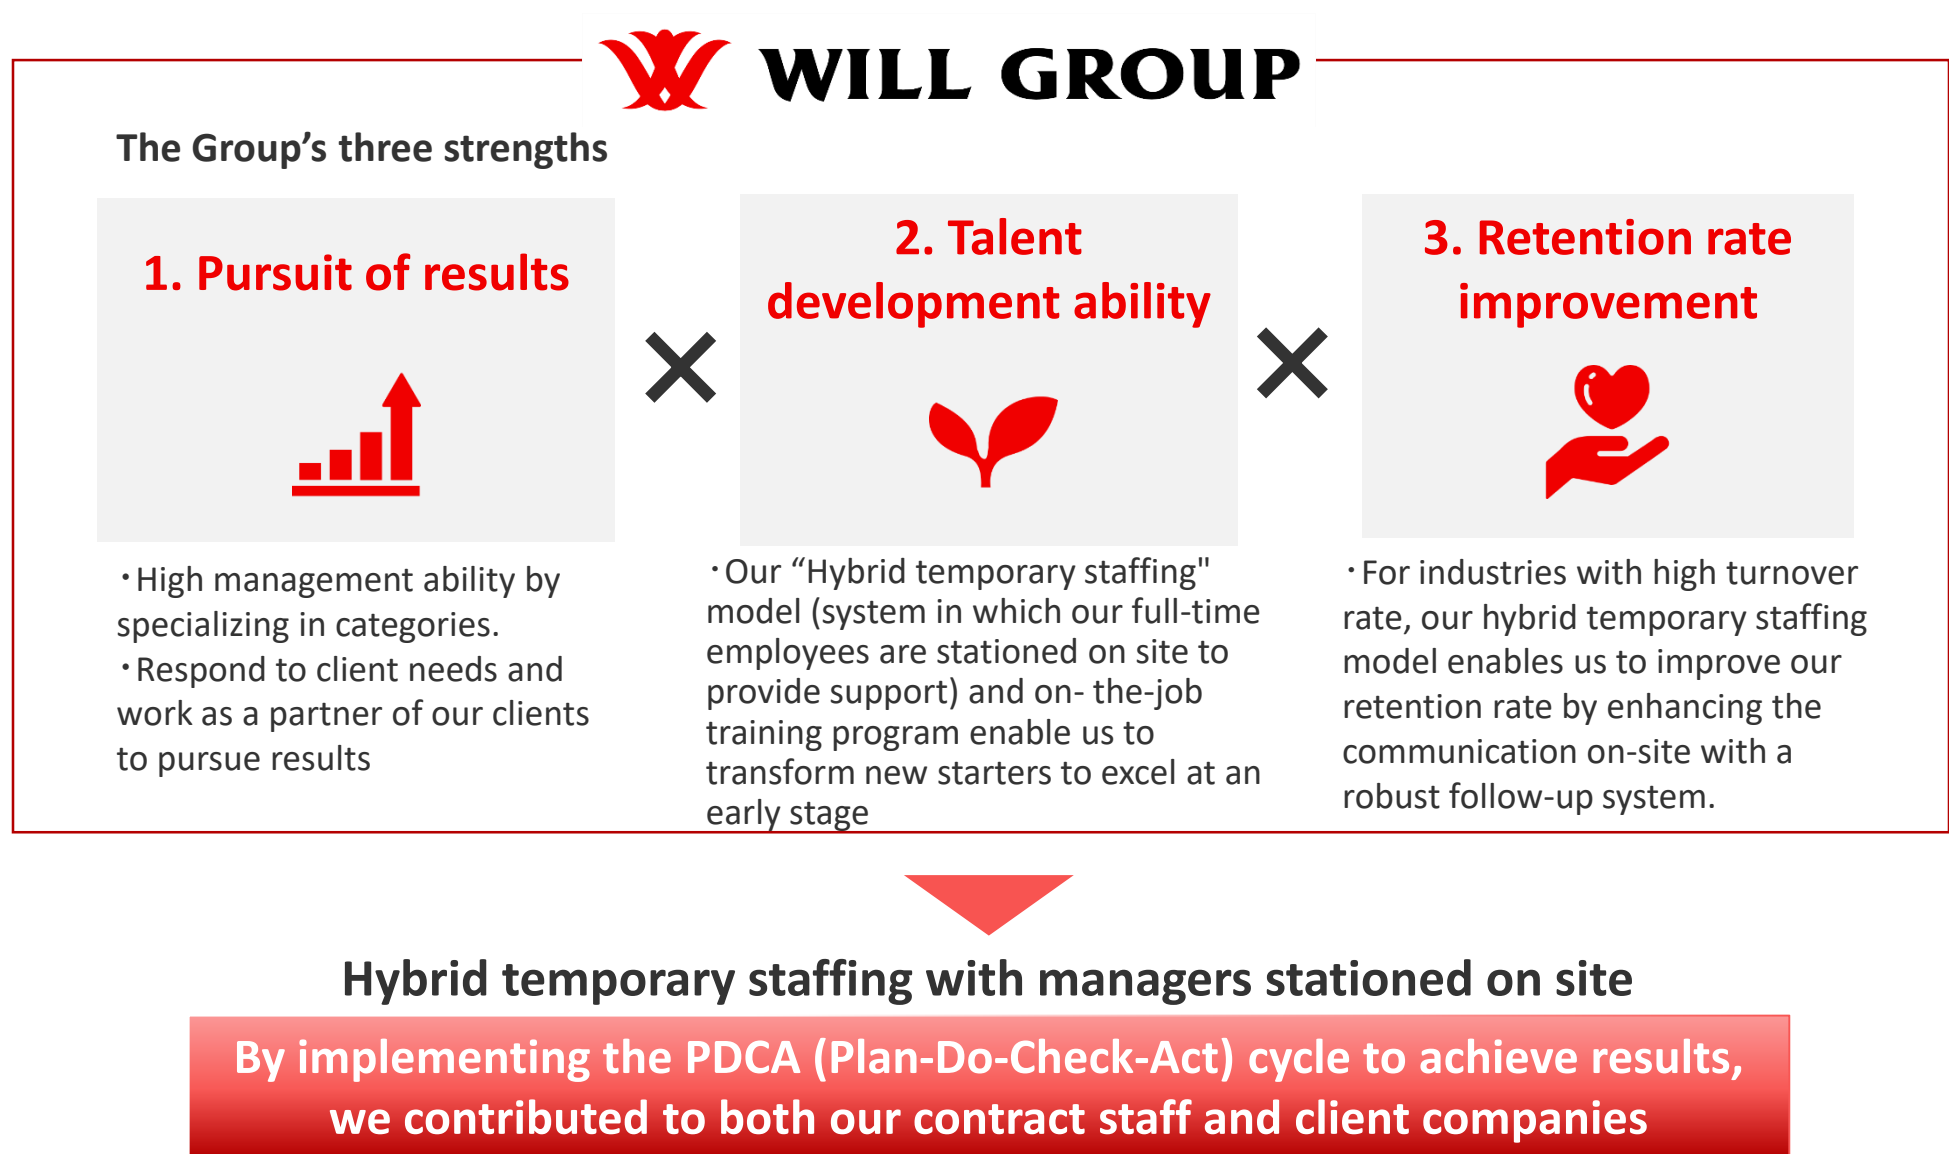 WILL GROUP
The Group’s three strengths
1. Pursuit of results
・High management ability by
specializing in categories.
・Respond to client needs and
work as a partner of our clients
to pursue results
×
2. Talent
development ability
・Our “Hybrid temporary staffing"
model (system in which our full-time
employees are stationed on site to
provide support) and on- the-job
training program enable us to
transform new starters to excel at an
early stage
×
3. Retention rate
improvement
・For industries with high turnover
rate, our hybrid temporary staffing
model enables us to improve our
retention rate by enhancing the
communication on-site with a
robust follow-up system.
Hybrid temporary staffing with managers stationed on site
By implementing the PDCA (Plan-Do-Check-Act) cycle to achieve results,
we contributed to both our contract staff and client companies